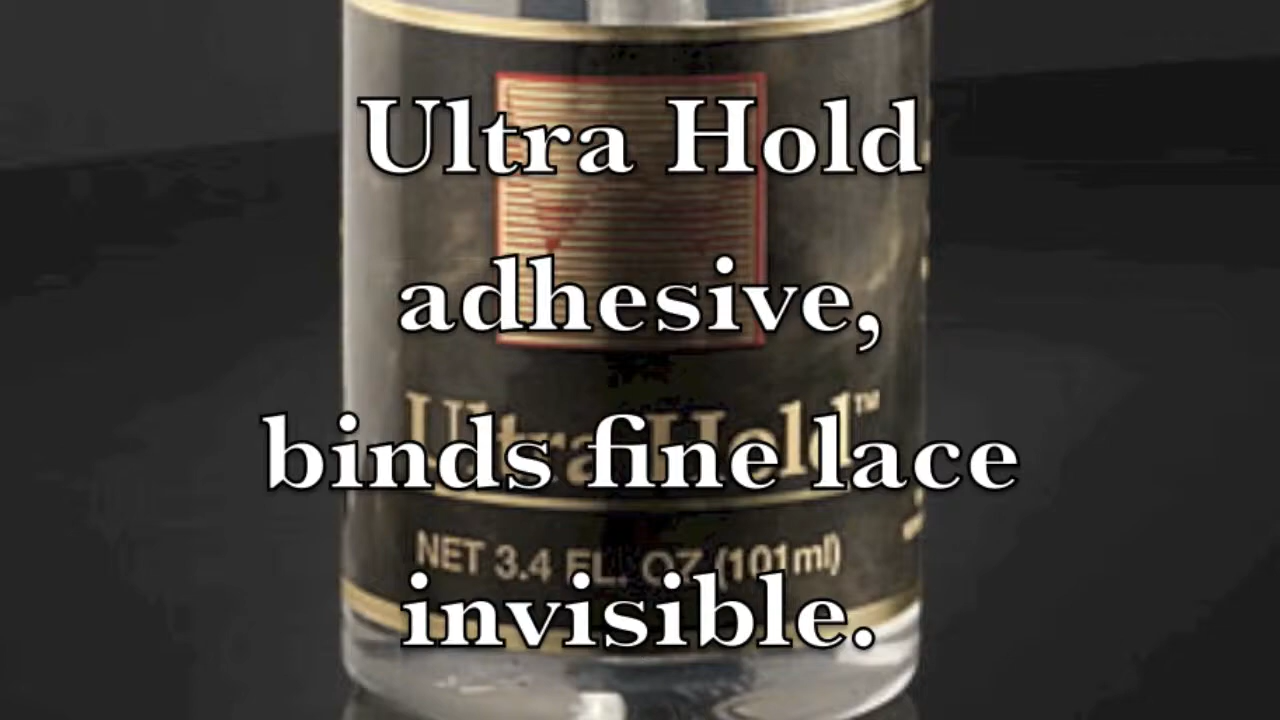 Ultra Hold
adhesive,
Ultra Hold™
binds fine lace
NET 3.4 FL. OZ (101ml)
invisible.